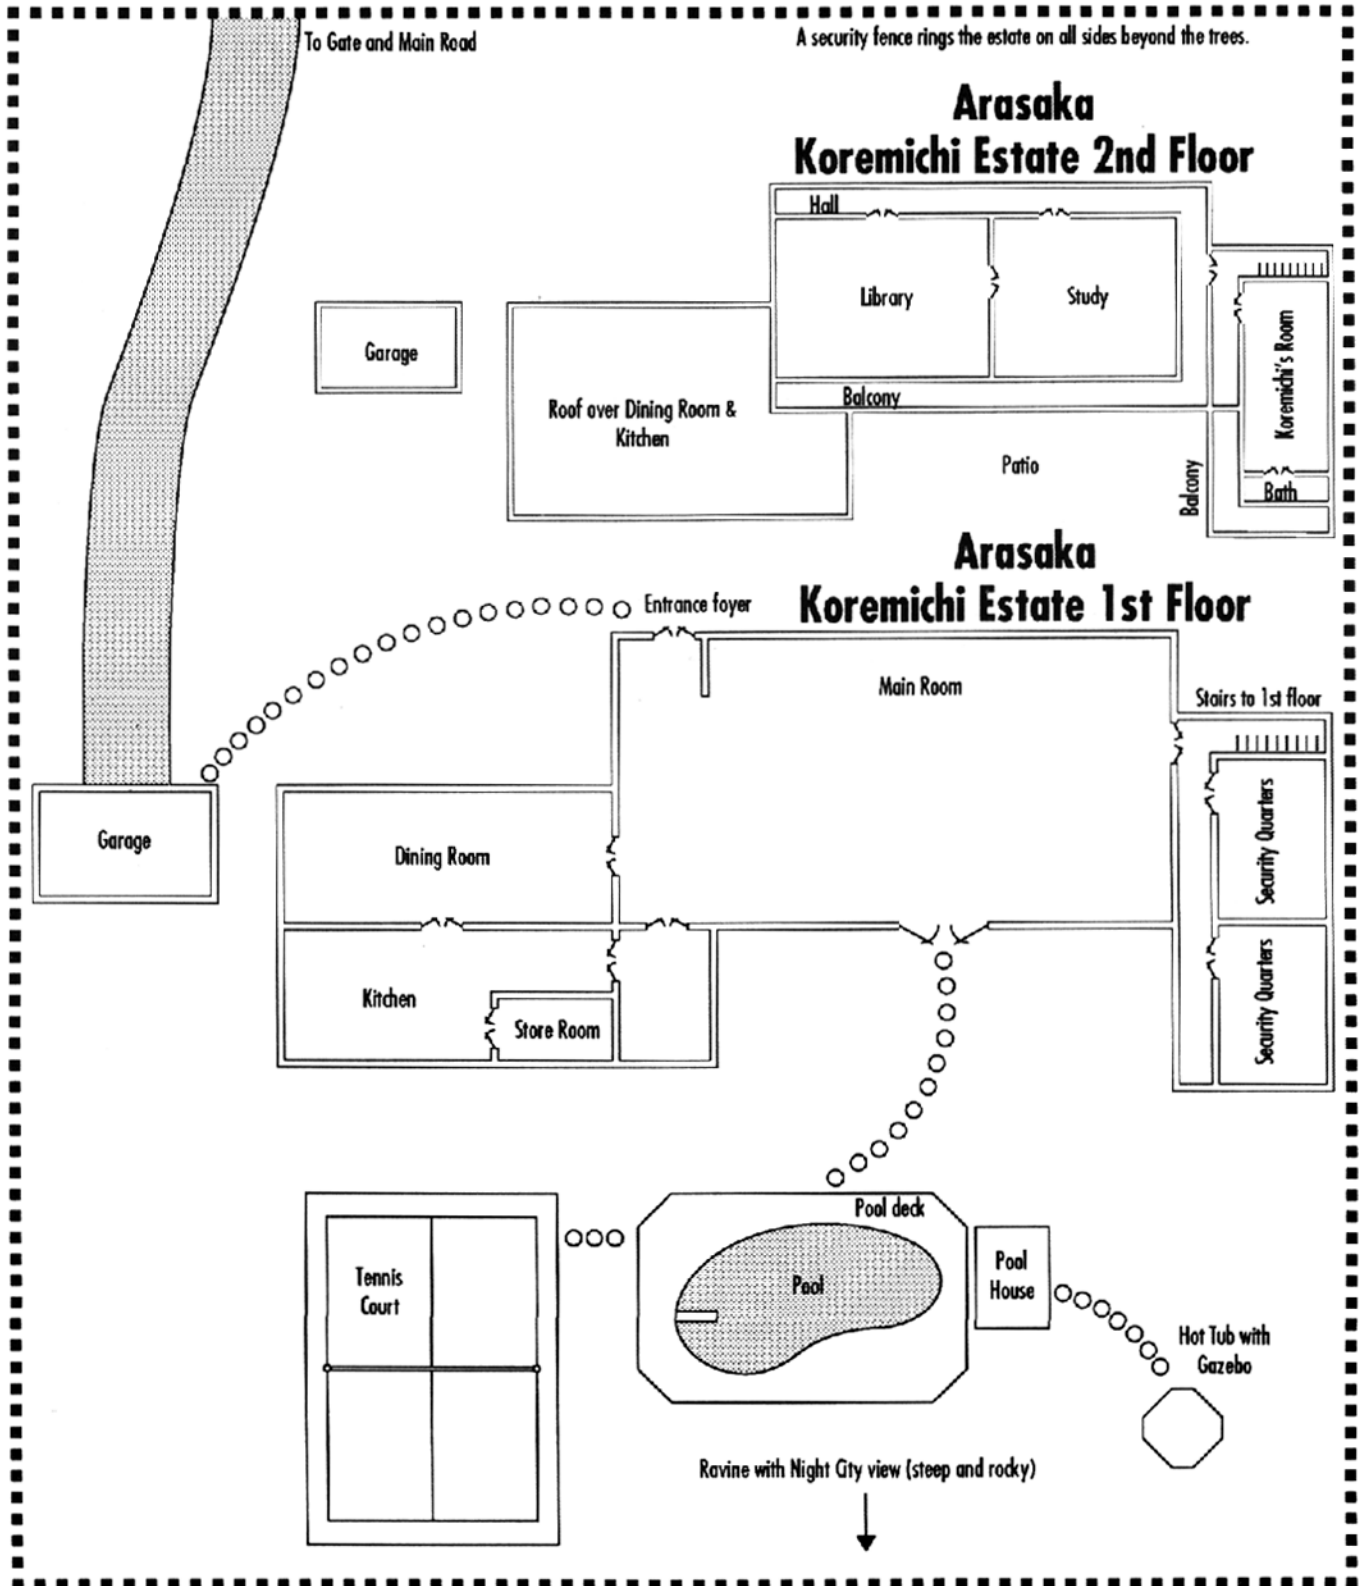 To Gate and Main Road
A security fence rings the estate on all sides beyond the trees.
Arasaka
Koremichi Estate 2nd Floor
Hall
Library
Study
Garage
Koremichi's Room
Balcony
Roof over Dining Room &
Kitchen
Patio
Balcony
Bath
Arasaka
Koremichi Estate 1st Floor
Entrance foyer
Main Room
Stairs to 1st floor
Garage
Dining Room
Security Quarters
Kitchen
Store Room
Security Quarters
Pool deck
Tennis
Court
Pool
Pool
House
Hot Tub with
Gazebo
Ravine with Night City view (steep and rocky)